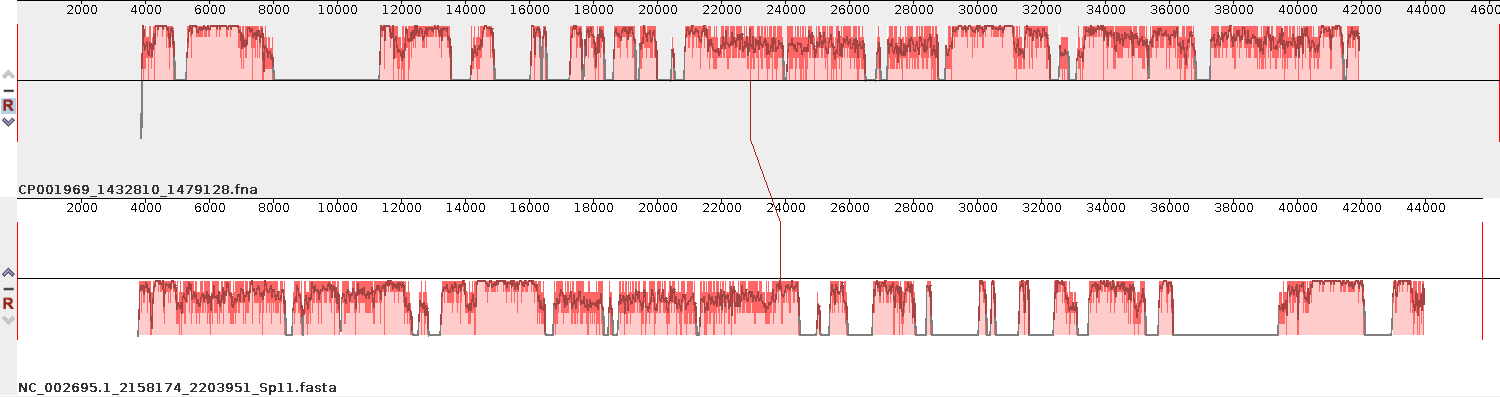 2000 4000 6000 8000 10000 12000 14000 16000 18000 20000 22000 24000 26000 28000 30000 32000 34000 36000 38000 40000 42000 44000 4600
R
CP001969_1432810_1479128.fna
2000 4000 6000 8000 10000 12000 14000 16000 18000 20000 22000 24000 26000 28000 30000 32000 34000 36000 38000 40000 42000 44000
R
NC_002695.1_2158174_2203951_Sp11.fasta